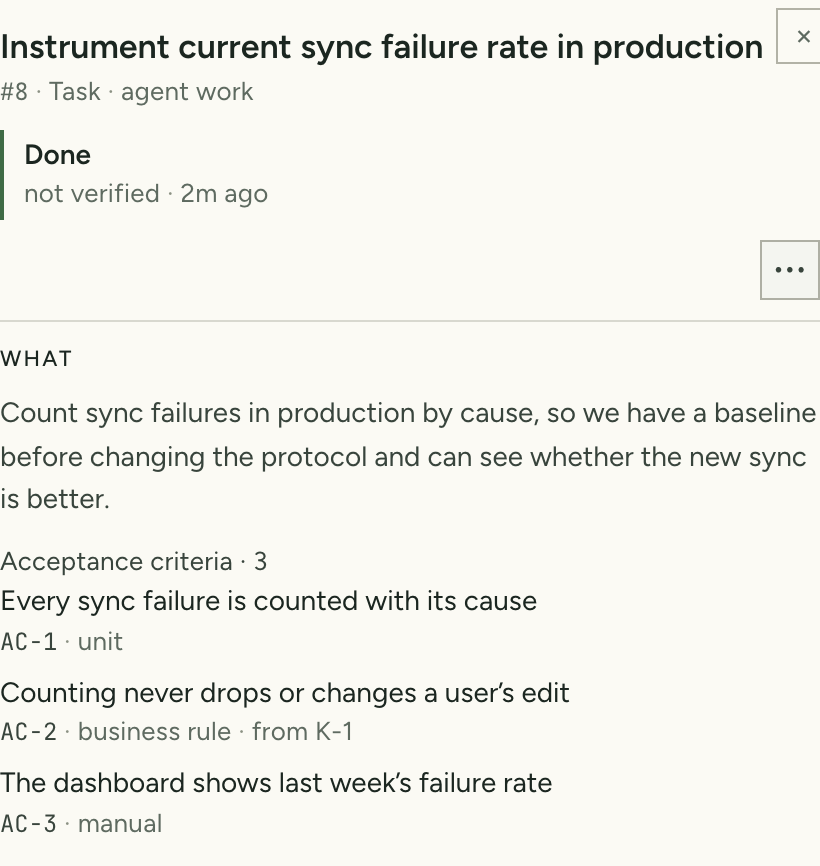 Instrument current sync failure rate in production
×
#8 · Task · agent work
Done
not verified · 2m ago
•••
WHAT
Count sync failures in production by cause, so we have a baseline
before changing the protocol and can see whether the new sync
is better.
Acceptance criteria · 3
Every sync failure is counted with its cause
AC-1 · unit
Counting never drops or changes a user’s edit
AC-2 · business rule · from K-1
The dashboard shows last week’s failure rate
AC-3 · manual